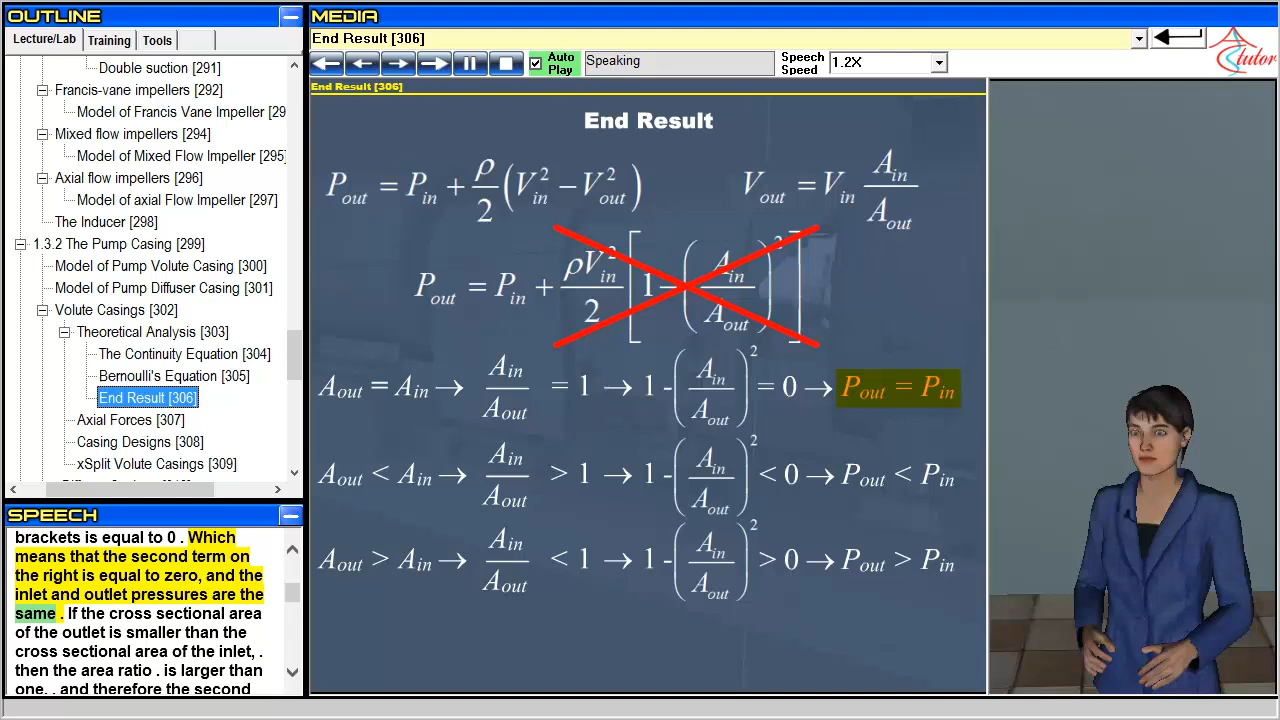 OUTLINE
Lecture/Lab Training Tools
Double suction [291]
Francis-vane impellers [292]
Model of Francis Vane Impeller [29
Mixed flow impellers [294]
Model of Mixed Flow Impeller [295]
Axial flow impellers [296]
Model of axial Flow Impeller [297]
The Inducer [298]
1.3.2 The Pump Casing [299]
Model of Pump Volute Casing [300]
Model of Pump Diffuser Casing [301]
Volute Casings [302]
Theoretical Analysis [303]
The Continuity Equation [304]
Bernoulli's Equation [305]
End Result [306]
Axial Forces [307]
Casing Designs [308]
xSplit Volute Casings [309]
SPEECH
brackets is equal to 0 . Which
means that the second term on
the right is equal to zero, and the
inlet and outlet pressures are the
same . If the cross sectional area
of the outlet is smaller than the
cross sectional area of the inlet, .
then the area ratio . is larger than
one, . and therefore the second
MEDIA
End Result [306]
Auto Play Speaking Speech Speed 1.2X
tutor
End Result [306]
End Result
P_out = P_in + ρ/2 (V_in² − V_out²) V_out = V_in A_in/A_out
P_out = P_in + ρV_in²/2 [1 − (A_in/A_out)²]
A_out = A_in → A_in/A_out = 1 → 1 - (A_in/A_out)² = 0 → P_out = P_in
A_out < A_in → A_in/A_out > 1 → 1 - (A_in/A_out)² < 0 → P_out < P_in
A_out > A_in → A_in/A_out < 1 → 1 - (A_in/A_out)² > 0 → P_out > P_in